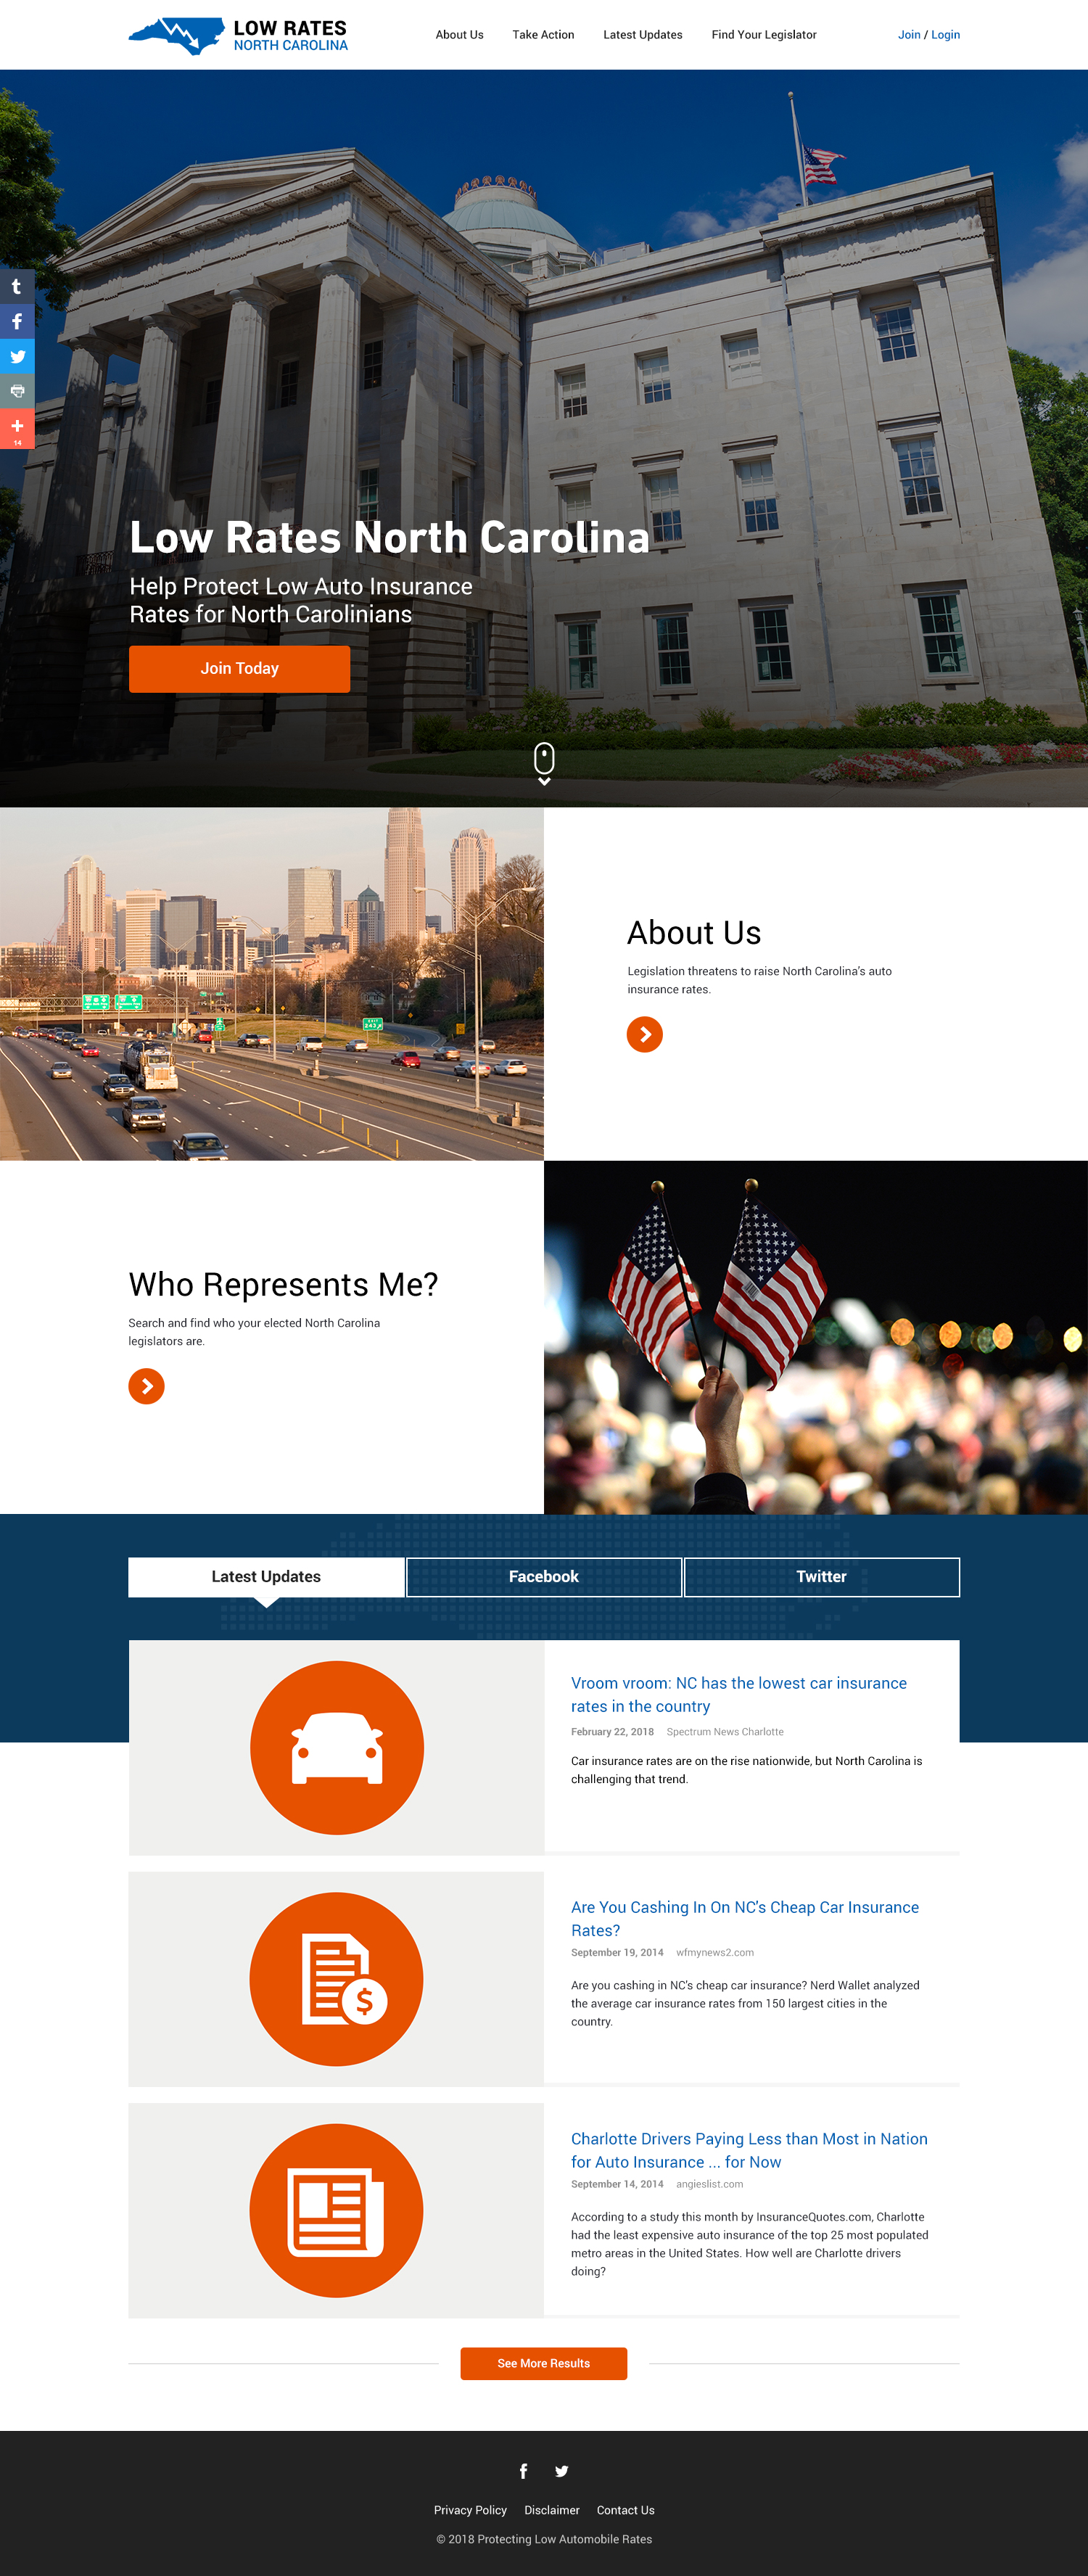 LOW RATES
NORTH CAROLINA
About Us
Take Action
Latest Updates
Find Your Legislator
Join / Login
14
Low Rates North Carolina
Help Protect Low Auto Insurance
Rates for North Carolinians
Join Today
About Us
Legislation threatens to raise North Carolina's auto
insurance rates.
Who Represents Me?
Search and find who your elected North Carolina
legislators are.
Latest Updates
Facebook
Twitter
Vroom vroom: NC has the lowest car insurance
rates in the country
February 22, 2018 Spectrum News Charlotte
Car insurance rates are on the rise nationwide, but North Carolina is
challenging that trend.
Are You Cashing In On NC's Cheap Car Insurance
Rates?
September 19, 2014 wfmynews2.com
Are you cashing in NC's cheap car insurance? Nerd Wallet analyzed
the average car insurance rates from 150 largest cities in the
country.
Charlotte Drivers Paying Less than Most in Nation
for Auto Insurance ... for Now
September 14, 2014 angieslist.com
According to a study this month by InsuranceQuotes.com, Charlotte
had the least expensive auto insurance of the top 25 most populated
metro areas in the United States. How well are Charlotte drivers
doing?
See More Results
Privacy Policy
Disclaimer
Contact Us
© 2018 Protecting Low Automobile Rates